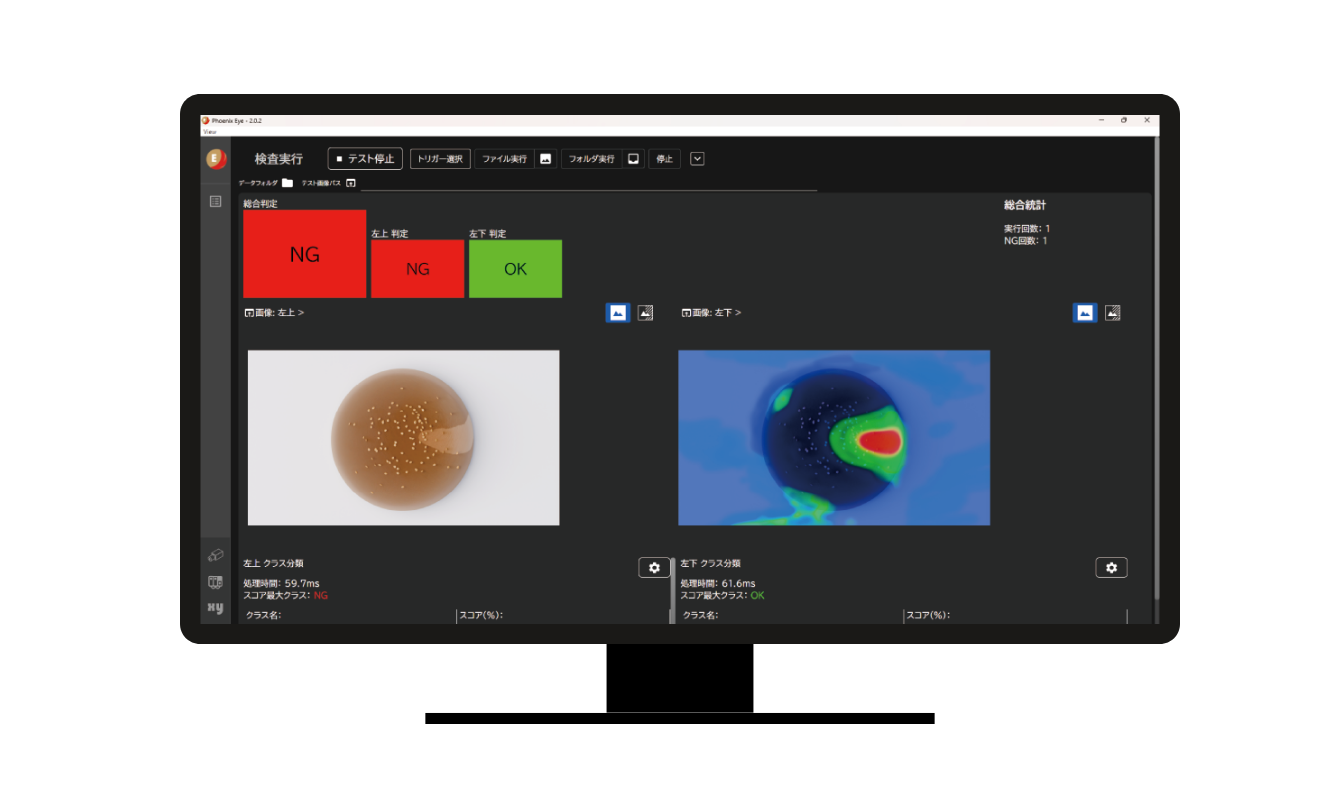 Phoenix Eye - 2.0.2
View
E
検査実行
■ テスト停止
トリガー選択
ファイル実行
フォルダ実行
停止
データフォルダ
テスト画像パス
総合判定
NG
左上 判定
NG
左下 判定
OK
総合統計
実行回数: 1
NG回数: 1
画像: 左上 >
画像: 左下 >
左上 クラス分類
処理時間: 59.7ms
スコア最大クラス: NG
クラス名:
スコア(%):
左下 クラス分類
処理時間: 61.6ms
スコア最大クラス: OK
クラス名:
スコア(%):
xy